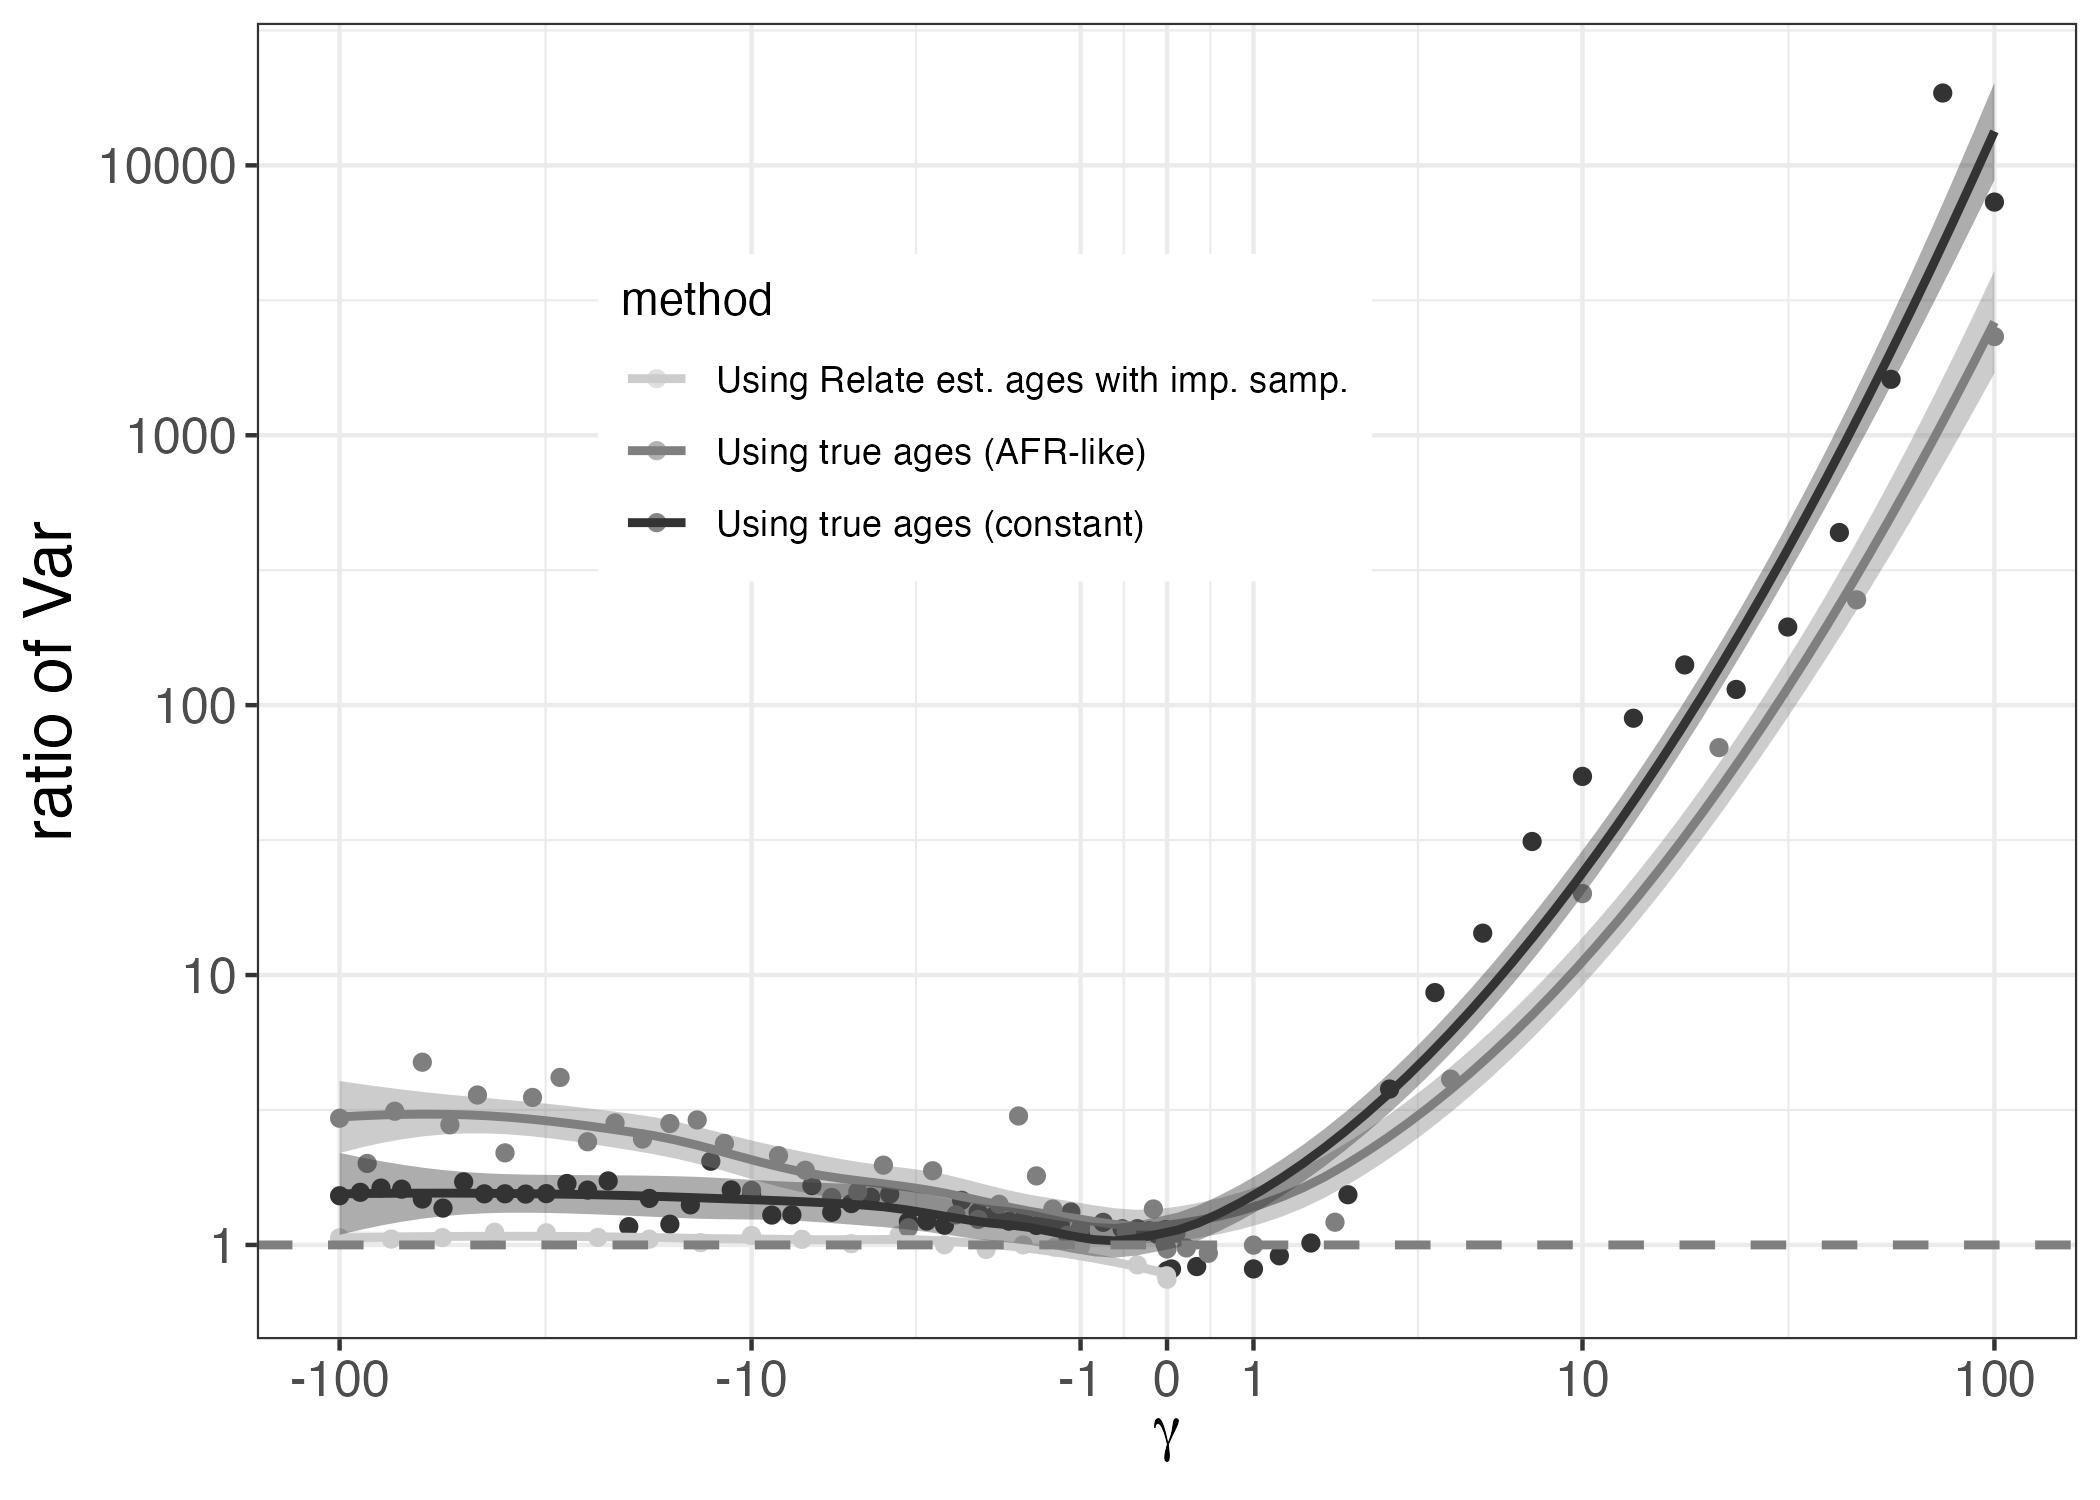 ratio of Var
10000
1000
100
10
1
method
Using Relate est. ages with imp. samp.
Using true ages (AFR-like)
Using true ages (constant)
-100 -10 -1 0 1 10 100
γ